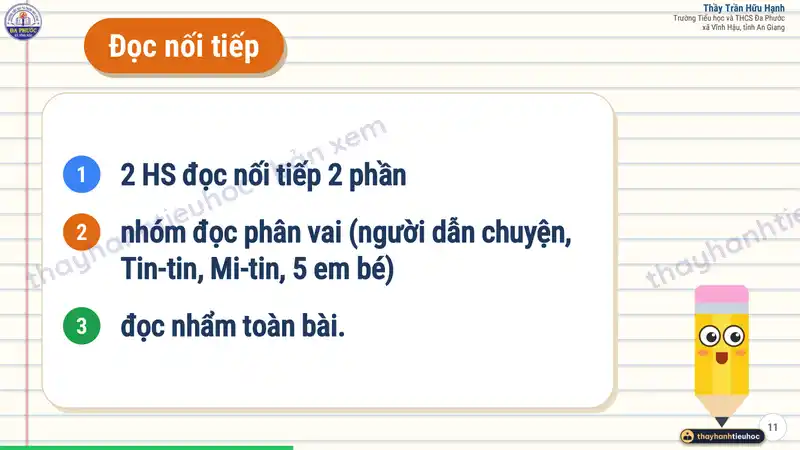 Thầy Trần Hữu Hạnh
Trường Tiểu học và THCS Đa Phước
xã Vĩnh Hậu, tỉnh An Giang
ĐA PHƯỚC
Đọc nối tiếp
1 2 HS đọc nối tiếp 2 phần
2 nhóm đọc phân vai (người dẫn chuyện,
Tin-tin, Mi-tin, 5 em bé)
3 đọc nhẩm toàn bài.
11
thayhanhtieuhoc